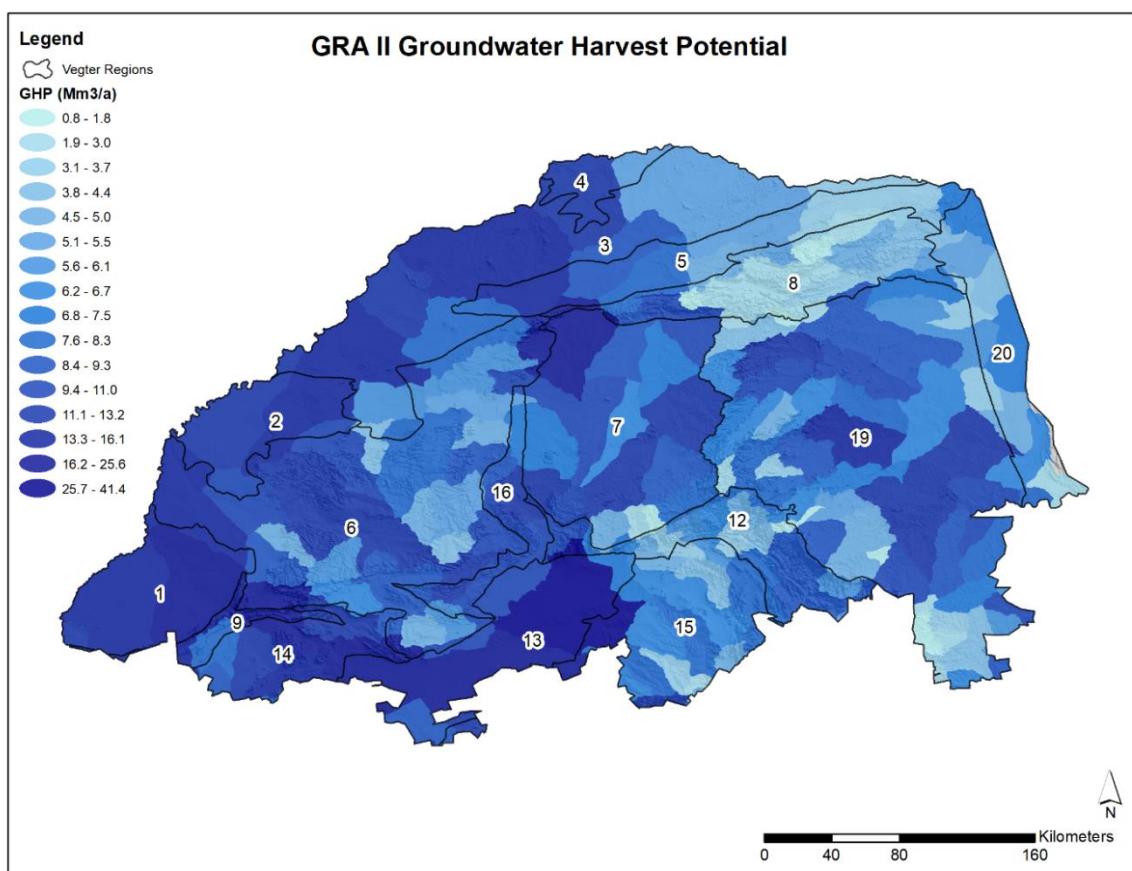 GRA II Groundwater Harvest Potential
Legend
Vegter Regions
GHP (Mm3/a)
0.8 - 1.8
1.9 - 3.0
3.1 - 3.7
3.8 - 4.4
4.5 - 5.0
5.1 - 5.5
5.6 - 6.1
6.2 - 6.7
6.8 - 7.5
7.6 - 8.3
8.4 - 9.3
9.4 - 11.0
11.1 - 13.2
13.3 - 16.1
16.2 - 25.6
25.7 - 41.4
4
3
5
8
20
2
7
19
16
12
6
1
9
13
15
14
N
Kilometers
0 40 80 160